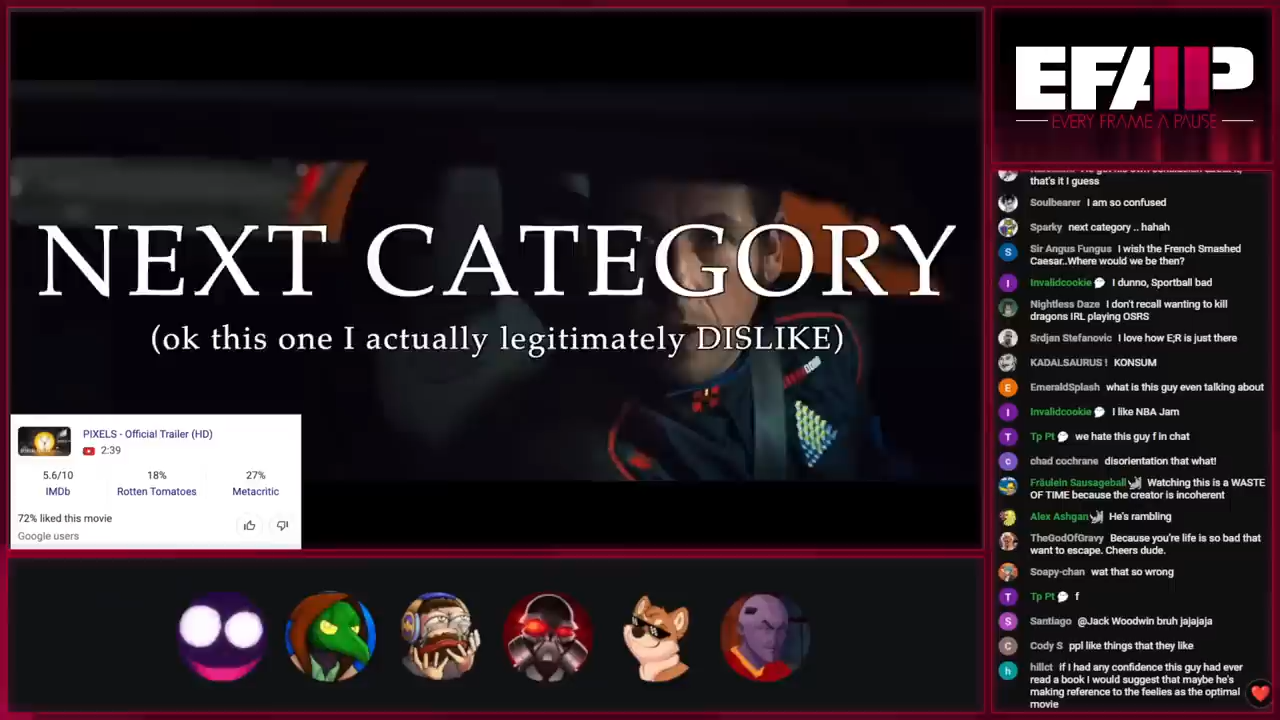 NEXT CATEGORY
(ok this one I actually legitimately DISLIKE)
PIXELS - Official Trailer (HD)
2:39
5.6/10
18%
27%
IMDb
Rotten Tomatoes
Metacritic
72% liked this movie
Google users
EFAP
EVERY FRAME A PAUSE
that's it I guess
Soulbearer I am so confused
Sparky next category .. hahah
Sir Angus Fungus I wish the French Smashed
Caesar..Where would we be then?
Invalidcookie I dunno, Sportball bad
Nightless Daze I don't recall wanting to kill
dragons IRL playing OSRS
Srdjan Stefanovic I love how E;R is just there
KADALSAURUS ! KONSUM
EmeraldSplash what is this guy even talking about
Invalidcookie I like NBA Jam
Tp Pt we hate this guy f in chat
chad cochrane disorientation that what!
Fräulein Sausageball Watching this is a WASTE
OF TIME because the creator is incoherent
Alex Ashgan He's rambling
TheGodOfGravy Because you're life is so bad that
want to escape. Cheers dude.
Soapy-chan wat that so wrong
Tp Pt f
Santiago @Jack Woodwin bruh jajajaja
Cody S ppl like things that they like
hillct if I had any confidence this guy had ever
read a book I would suggest that maybe he's
making reference to the feelies as the optimal
movie